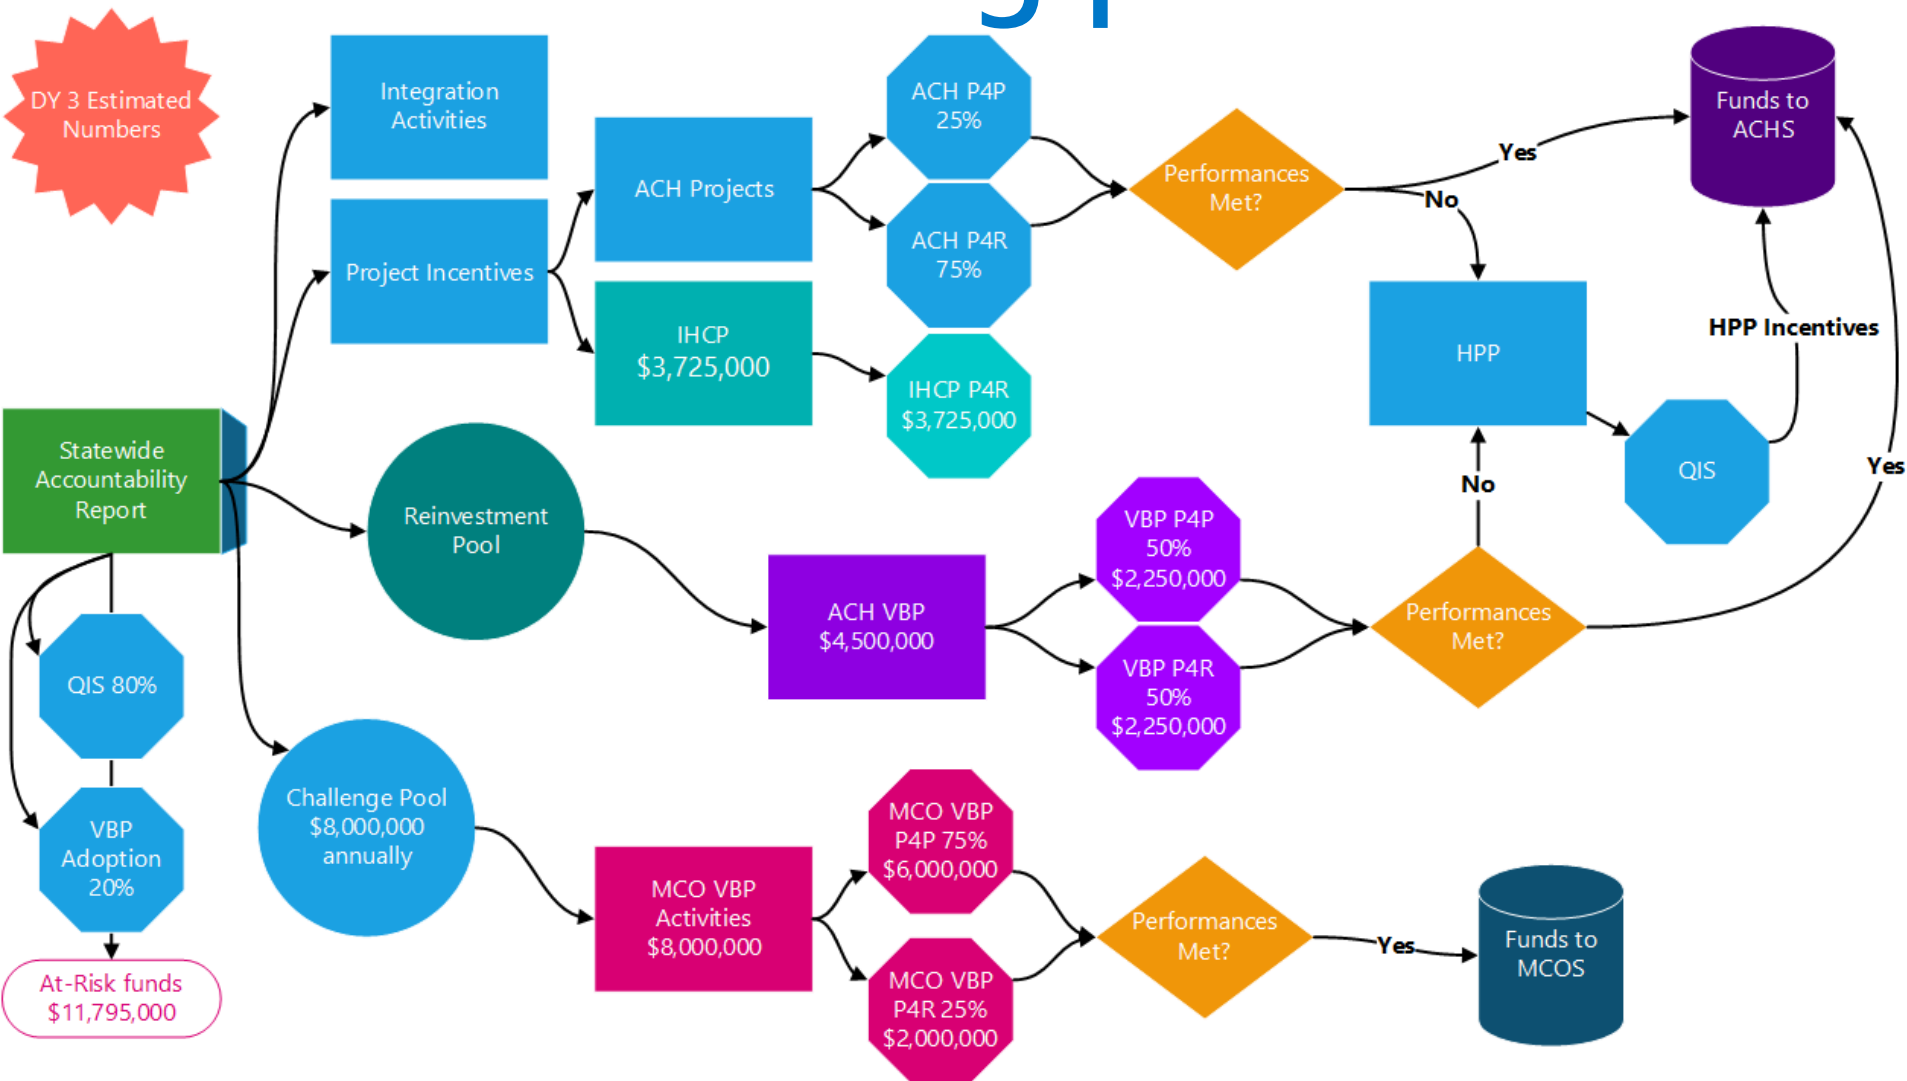 DY 3 Estimated
Numbers
Integration
Activities
Project Incentives
ACH Projects
IHCP
$3,725,000
ACH P4P
25%
ACH P4R
75%
IHCP P4R
$3,725,000
Performances
Met?
Yes
No
Funds to
ACHS
HPP
HPP Incentives
QIS
Yes
No
Statewide
Accountability
Report
Reinvestment
Pool
ACH VBP
$4,500,000
VBP P4P
50%
$2,250,000
VBP P4R
50%
$2,250,000
Performances
Met?
QIS 80%
VBP
Adoption
20%
At-Risk funds
$11,795,000
Challenge Pool
$8,000,000
annually
MCO VBP
Activities
$8,000,000
MCO VBP
P4P 75%
$6,000,000
MCO VBP
P4R 25%
$2,000,000
Performances
Met?
Yes
Funds to
MCOS